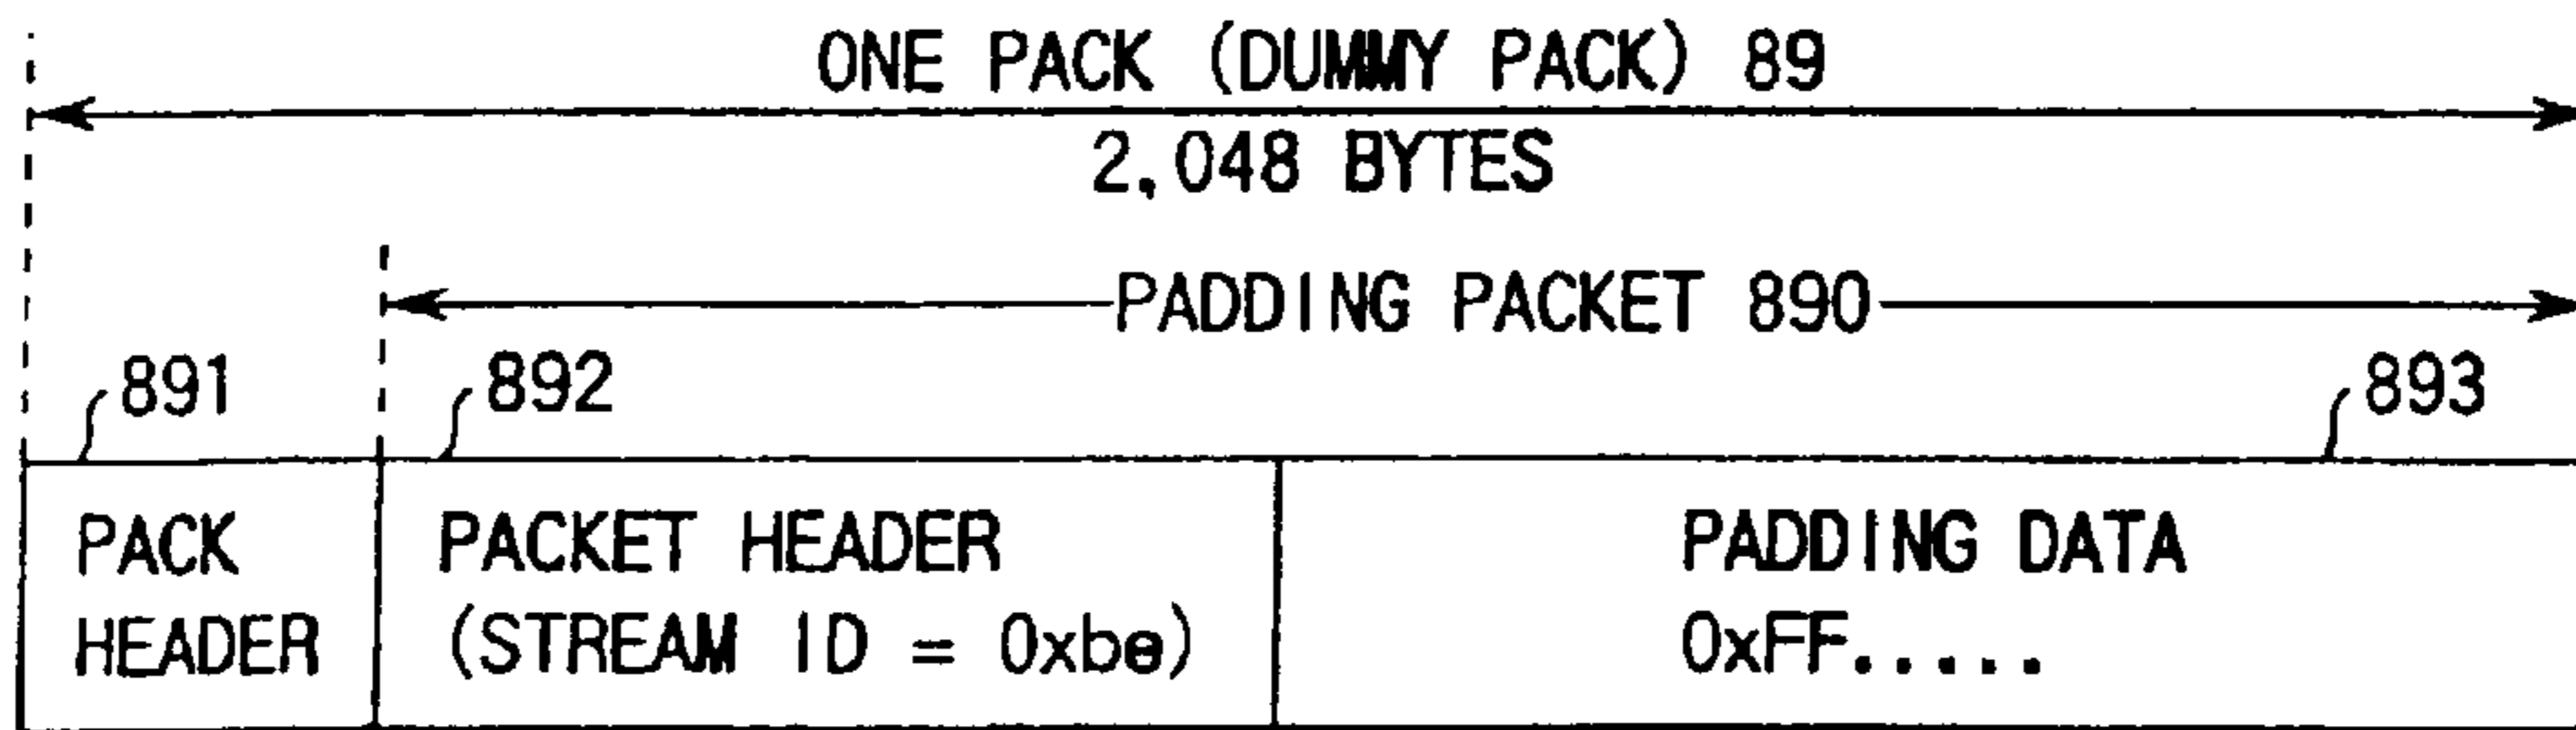 ONE PACK (DUMMY PACK) 89
2,048 BYTES
PADDING PACKET 890
891
892
893
PACK
HEADER
PACKET HEADER
(STREAM ID = 0xbe)
PADDING DATA
0xFF.....